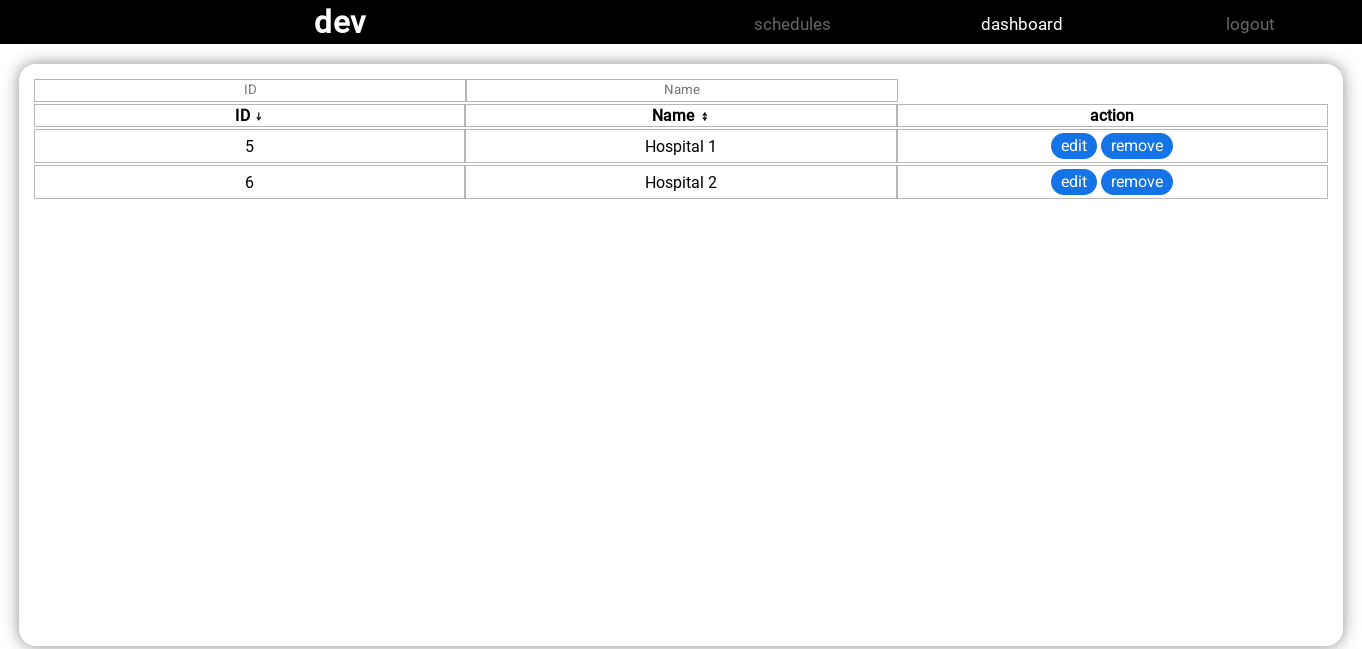 dev schedules dashboard logout
ID Name
ID ↓ Name ↕ action
5 Hospital 1 edit remove
6 Hospital 2 edit remove